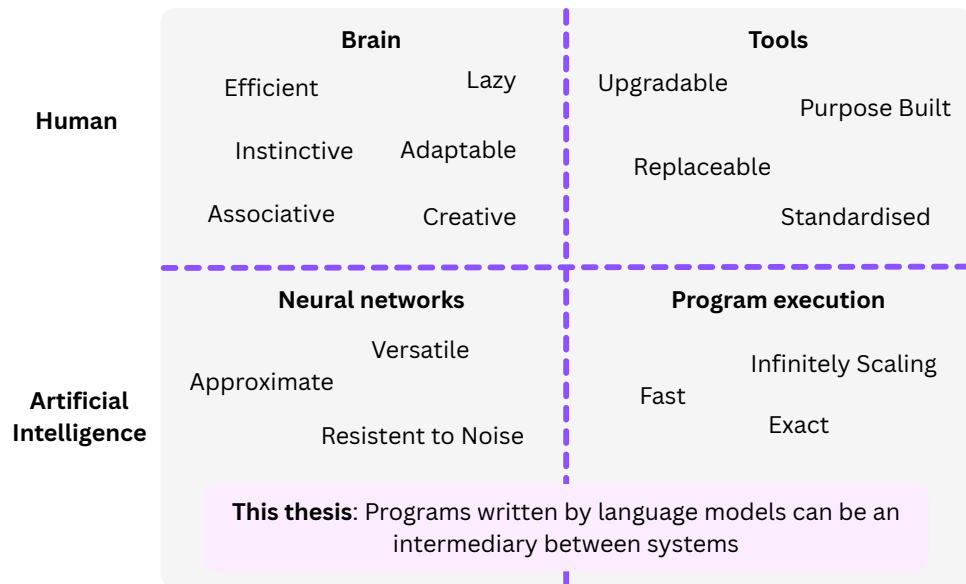 Brain
Tools
Human
Efficient
Lazy
Upgradable
Purpose Built
Instinctive
Adaptable
Replaceable
Associative
Creative
Standardised
Neural networks
Program execution
Artificial
Intelligence
Versatile
Approximate
Resistent to Noise
Infinitely Scaling
Fast
Exact
This thesis: Programs written by language models can be an
intermediary between systems